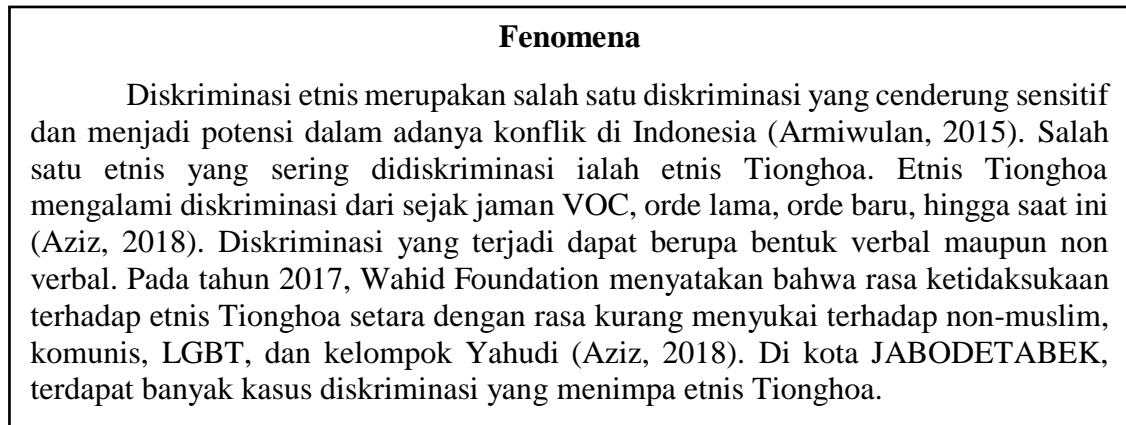 Fenomena
Diskriminasi etnis merupakan salah satu diskriminasi yang cenderung sensitif
dan menjadi potensi dalam adanya konflik di Indonesia (Armiwulan, 2015). Salah
satu etnis yang sering didiskriminasi ialah etnis Tionghoa. Etnis Tionghoa
mengalami diskriminasi dari sejak jaman VOC, orde lama, orde baru, hingga saat ini
(Aziz, 2018). Diskriminasi yang terjadi dapat berupa bentuk verbal maupun non
verbal. Pada tahun 2017, Wahid Foundation menyatakan bahwa rasa ketidaksukaan
terhadap etnis Tionghoa setara dengan rasa kurang menyukai terhadap non-muslim,
komunis, LGBT, dan kelompok Yahudi (Aziz, 2018). Di kota JABODETABEK,
terdapat banyak kasus diskriminasi yang menimpa etnis Tionghoa.